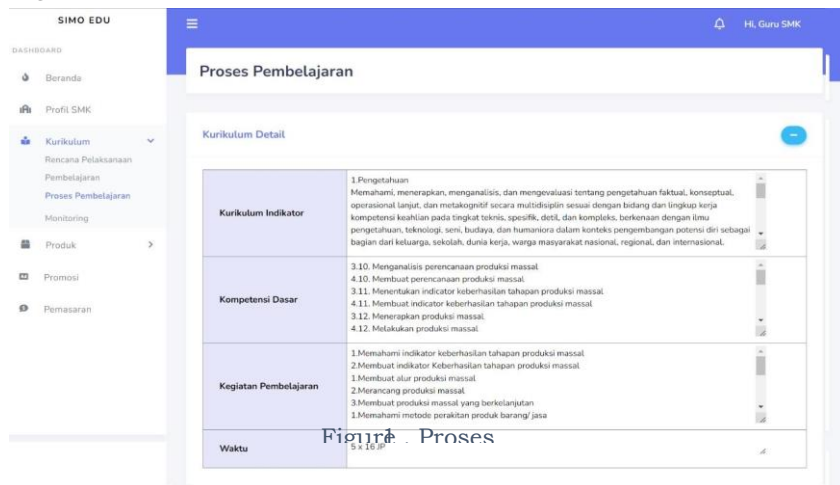 SIMO EDU
Hi, Guru SMK
DASHBOARD
Beranda
Profil SMK
Kurikulum
Rencana Pelaksanaan
Pembelajaran
Proses Pembelajaran
Monitoring
Produk
Promosi
Pemasaran
Proses Pembelajaran
Kurikulum Detail
Kurikulum Indikator
1.Pengetahuan
Memahami, menerapkan, menganalisis, dan mengevaluasi tentang pengetahuan faktual, konseptual,
operasional lanjut, dan metakognitif secara multidisiplin sesuai dengan bidang dan lingkup kerja
kompetensi keahlian pada tingkat teknis, spesifik, detil, dan kompleks, berkenaan dengan ilmu
pengetahuan, teknologi, seni, budaya, dan humaniora dalam konteks pengembangan potensi diri sebagai
bagian dari keluarga, sekolah, dunia kerja, warga masyarakat nasional, regional, dan internasional.
Kompetensi Dasar
3.10. Menganalisis perencanaan produksi massal
4.10. Membuat perencanaan produksi massal
3.11. Menentukan indicator keberhasilan tahapan produksi massal
4.11. Membuat indicator keberhasilan tahapan produksi massal
3.12. Menerapkan produksi massal
4.12. Melakukan produksi massal
Kegiatan Pembelajaran
1.Memahami indikator keberhasilan tahapan produksi massal
2.Membuat indikator Keberhasilan tahapan produksi massal
1.Membuat alur produksi massal
2.Merancang produksi massal
3.Membuat produksi massal yang berkelanjutan
1.Memahami metode perakitan produk barang/ jasa
Waktu
5 x 16 JP
Figure . Proses